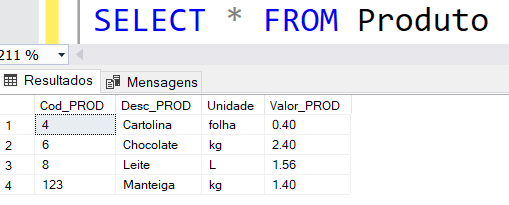 SELECT * FROM Produto
211 %
Resultados Mensagens
Cod_PROD Desc_PROD Unidade Valor_PROD
1 4 Cartolina folha 0.40
2 6 Chocolate kg 2.40
3 8 Leite L 1.56
4 123 Manteiga kg 1.40